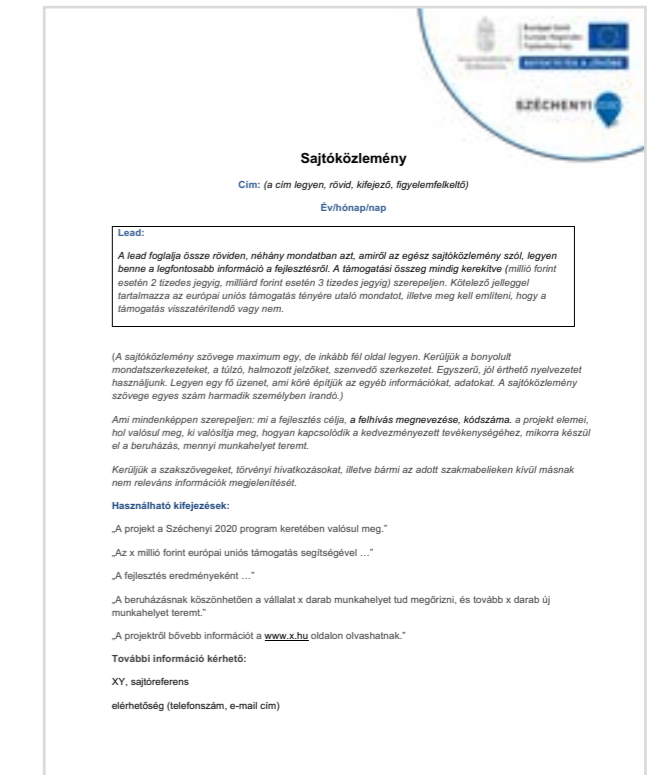 Európai Unió
BEFEKTETÉS A JÖVŐBE
SZÉCHENYI 2020
Sajtóközlemény
Cím: (a cím legyen, rövid, kifejező, figyelemfelkeltő)
Év/hónap/nap
Lead:
A lead foglalja össze röviden, néhány mondatban azt, amiről az egész sajtóközlemény szól, legyen
benne a legfontosabb információ a fejlesztésről. A támogatási összeg mindig kerekítve (millió forint
esetén 2 tizedes jegyig, milliárd forint esetén 3 tizedes jegyig) szerepeljen. Kötelező jelleggel
tartalmazza az európai uniós támogatás tényére utaló mondatot, illetve meg kell említeni, hogy a
támogatás visszatérítendő vagy nem.
(A sajtóközlemény szövege maximum egy, de inkább fél oldal legyen. Kerüljük a bonyolult
mondatszerkezeteket, a túlzó, halmozott jelzőket, szenvedő szerkezetet. Egyszerű, jól érthető nyelvezetet
használjunk. Legyen egy fő üzenet, ami köré építjük az egyéb információkat, adatokat. A sajtóközlemény
szövege egyes szám harmadik személyben írandó.)
Ami mindenképpen szerepeljen: mi a fejlesztés célja, a felhívás megnevezése, kódszáma. a projekt elemei,
hol valósul meg, ki valósítja meg, hogyan kapcsolódik a kedvezményezett tevékenységéhez, mikorra készül
el a beruházás, mennyi munkahelyet teremt.
Kerüljük a szakszövegeket, törvényi hivatkozásokat, illetve bármi az adott szakmabelieken kívül másnak
nem releváns információk megjelenítését.
Használható kifejezések:
„A projekt a Széchenyi 2020 program keretében valósul meg.”
„Az x millió forint európai uniós támogatás segítségével …”
„A fejlesztés eredményeként …”
„A beruházásnak köszönhetően a vállalat x darab munkahelyet tud megőrizni, és tovább x darab új
munkahelyet teremt.”
„A projektről bővebb információt a www.x.hu oldalon olvashatnak.”
További információ kérhető:
XY, sajtóreferens
elérhetőség (telefonszám, e-mail cím)